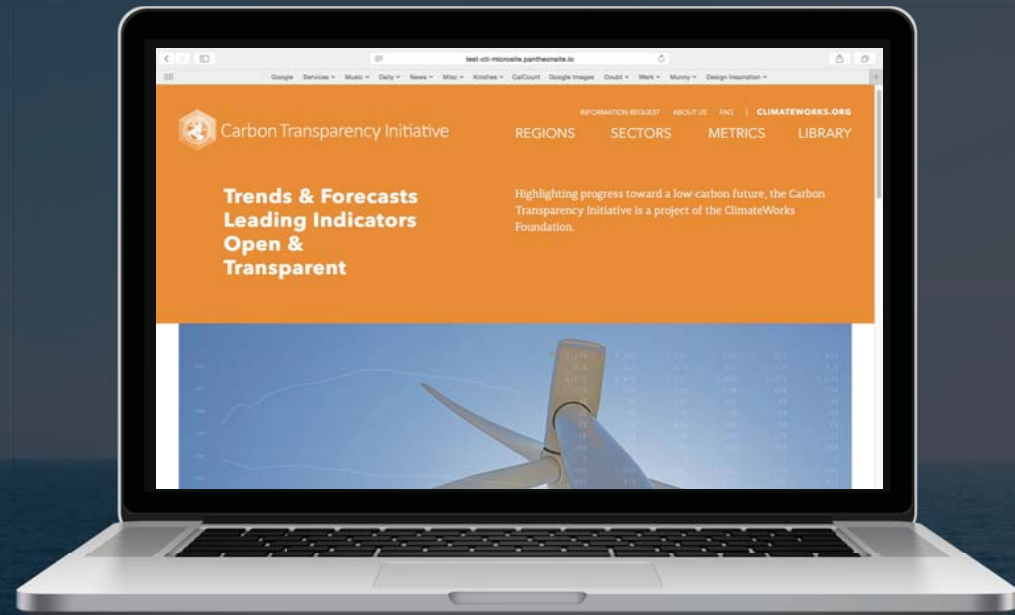 test-cti-microsite.pantheonsite.io
Google Services Music Daily News Misc Knishes CalCount Google Images Doubt Work Munny Design Inspiration
INFORMATION REQUEST ABOUT US FAQ | CLIMATEWORKS.ORG
Carbon Transparency Initiative
REGIONS SECTORS METRICS LIBRARY
Trends & Forecasts
Leading Indicators
Open &
Transparent
Highlighting progress toward a low-carbon future, the Carbon
Transparency Initiative is a project of the ClimateWorks
Foundation.